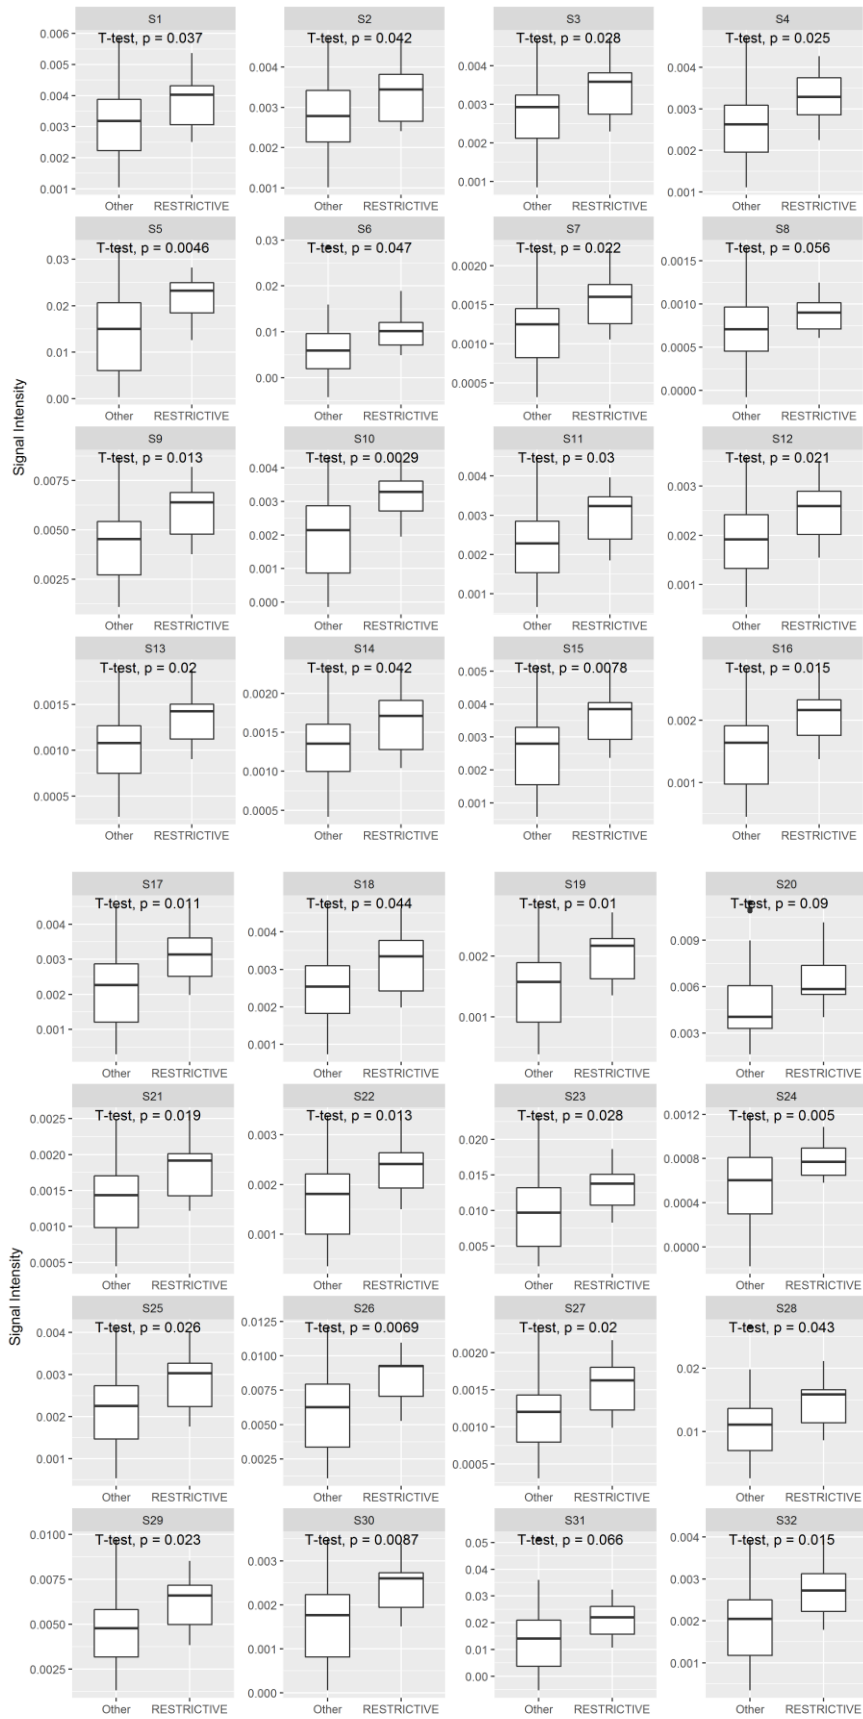 S1 S2 S3 S4
T-test, p = 0.037 T-test, p = 0.042 T-test, p = 0.028 T-test, p = 0.025
0.006 0.005 0.004 0.003 0.002 0.001
0.004 0.003 0.002 0.001
0.004 0.003 0.002 0.001
0.004 0.003 0.002 0.001
Other RESTRICTIVE Other RESTRICTIVE Other RESTRICTIVE Other RESTRICTIVE
S5 S6 S7 S8
T-test, p = 0.0046 T-test, p = 0.047 T-test, p = 0.022 T-test, p = 0.056
0.03 0.02 0.01 0.00
0.03 0.02 0.01 0.00
0.0020 0.0015 0.0010 0.0005
0.0015 0.0010 0.0005 0.0000
Other RESTRICTIVE Other RESTRICTIVE Other RESTRICTIVE Other RESTRICTIVE
Signal Intensity
S9 S10 S11 S12
T-test, p = 0.013 T-test, p = 0.0029 T-test, p = 0.03 T-test, p = 0.021
0.0075 0.0050 0.0025
0.004 0.003 0.002 0.001 0.000
0.004 0.003 0.002 0.001
0.003 0.002 0.001
Other RESTRICTIVE Other RESTRICTIVE Other RESTRICTIVE Other RESTRICTIVE
S13 S14 S15 S16
T-test, p = 0.02 T-test, p = 0.042 T-test, p = 0.0078 T-test, p = 0.015
0.0015 0.0010 0.0005
0.0020 0.0015 0.0010 0.0005
0.005 0.004 0.003 0.002 0.001
0.002 0.001
Other RESTRICTIVE Other RESTRICTIVE Other RESTRICTIVE Other RESTRICTIVE
S17 S18 S19 S20
T-test, p = 0.011 T-test, p = 0.044 T-test, p = 0.01 T-test, p = 0.09
0.004 0.003 0.002 0.001
0.004 0.003 0.002 0.001
0.002 0.001
0.009 0.006 0.003
Other RESTRICTIVE Other RESTRICTIVE Other RESTRICTIVE Other RESTRICTIVE
S21 S22 S23 S24
T-test, p = 0.019 T-test, p = 0.013 T-test, p = 0.028 T-test, p = 0.005
0.0025 0.0020 0.0015 0.0010 0.0005
0.003 0.002 0.001
0.020 0.015 0.010 0.005
0.0012 0.0008 0.0004 0.0000
Other RESTRICTIVE Other RESTRICTIVE Other RESTRICTIVE Other RESTRICTIVE
Signal Intensity
S25 S26 S27 S28
T-test, p = 0.026 T-test, p = 0.0069 T-test, p = 0.02 T-test, p = 0.043
0.004 0.003 0.002 0.001
0.0125 0.0100 0.0075 0.0050 0.0025
0.0020 0.0015 0.0010 0.0005
0.02 0.01
Other RESTRICTIVE Other RESTRICTIVE Other RESTRICTIVE Other RESTRICTIVE
S29 S30 S31 S32
T-test, p = 0.023 T-test, p = 0.0087 T-test, p = 0.066 T-test, p = 0.015
0.0100 0.0075 0.0050 0.0025
0.003 0.002 0.001 0.000
0.05 0.04 0.03 0.02 0.01 0.00
0.004 0.003 0.002 0.001
Other RESTRICTIVE Other RESTRICTIVE Other RESTRICTIVE Other RESTRICTIVE